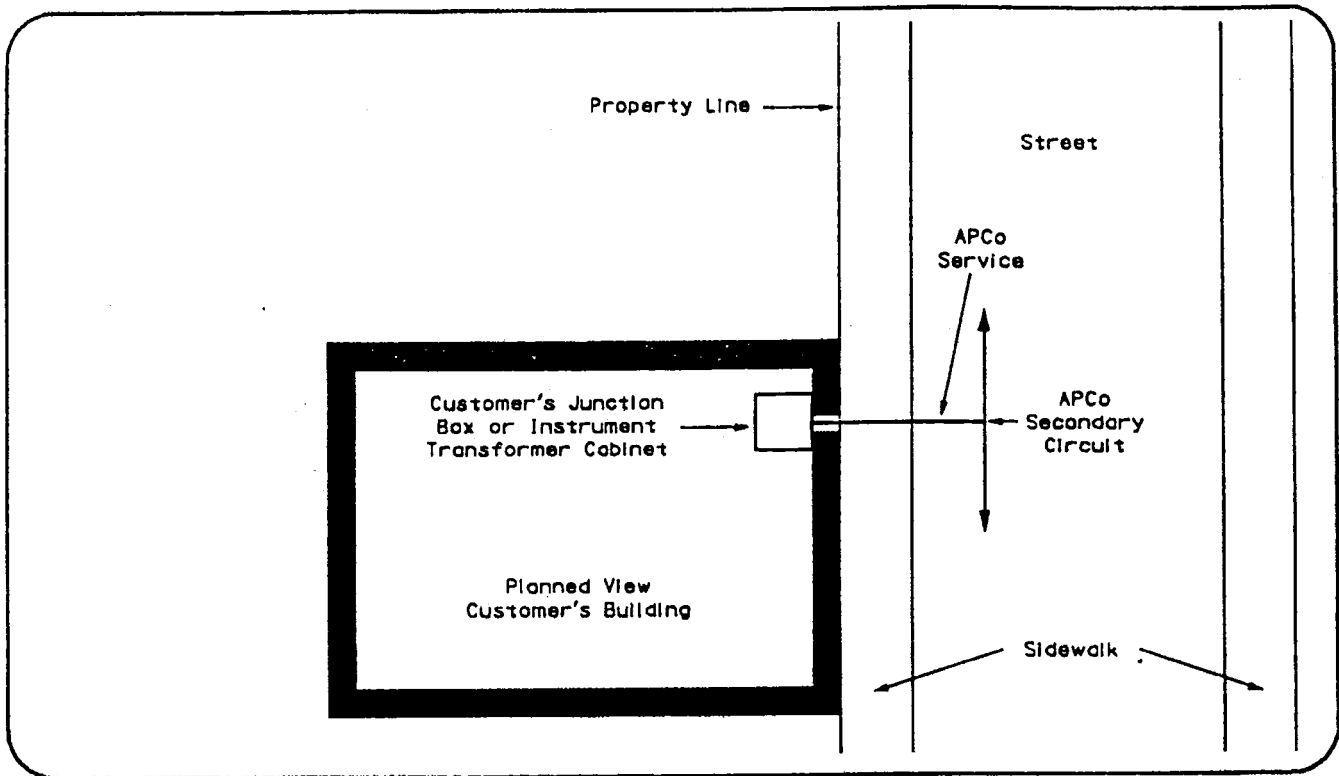 Property Line
Street
APCo
Service
Customer's Junction
Box or Instrument
Transformer Cabinet
APCo
Secondary
Circuit
Planned View
Customer's Building
Sidewalk